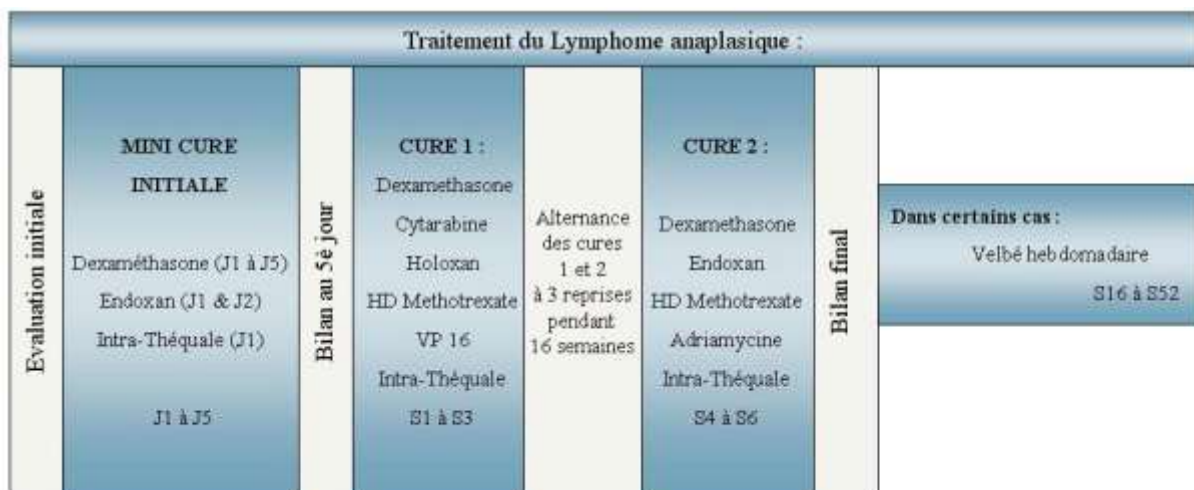 Traitement du Lymphome anaplasique :
Evaluation initiale
MINI CURE
INITIALE
Dexaméthasone (J1 à J5)
Endoxan (J1 & J2)
Intra-Théquale (J1)
J1 à J5
Bilan au 5è jour
CURE 1 :
Dexamethasone
Cytarabine
Holoxan
HD Methotrexate
VP 16
Intra-Théquale
S1 à S3
Alternance
des cures
1 et 2
à 3 reprises
pendant
16 semaines
CURE 2 :
Dexamethasone
Endoxan
HD Methotrexate
Adriamycine
Intra-Théquale
S4 à S6
Bilan final
Dans certains cas :
Velbé hebdomadaire
S16 à S52